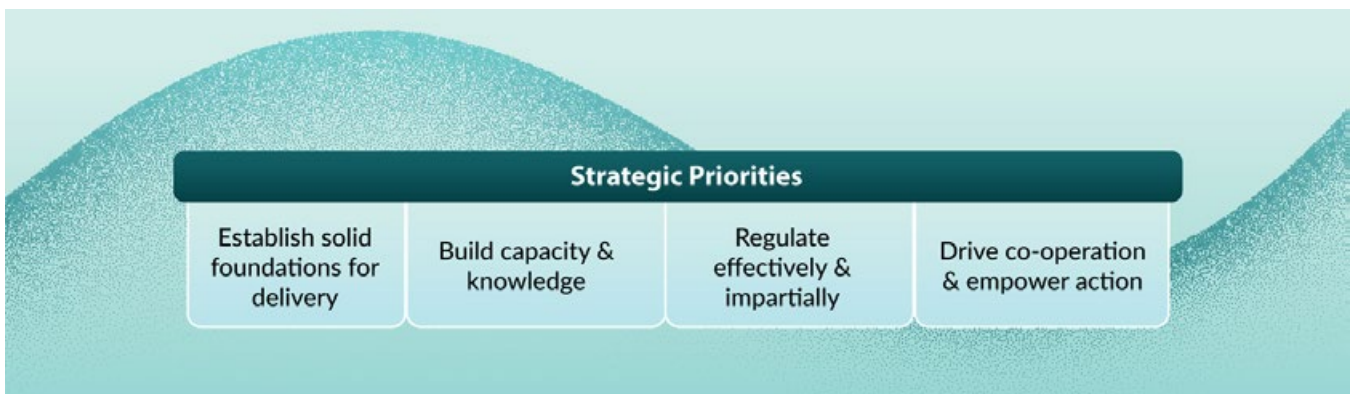 Strategic Priorities
Establish solid
foundations for
delivery
Build capacity &
knowledge
Regulate
effectively &
impartially
Drive co-operation
& empower action